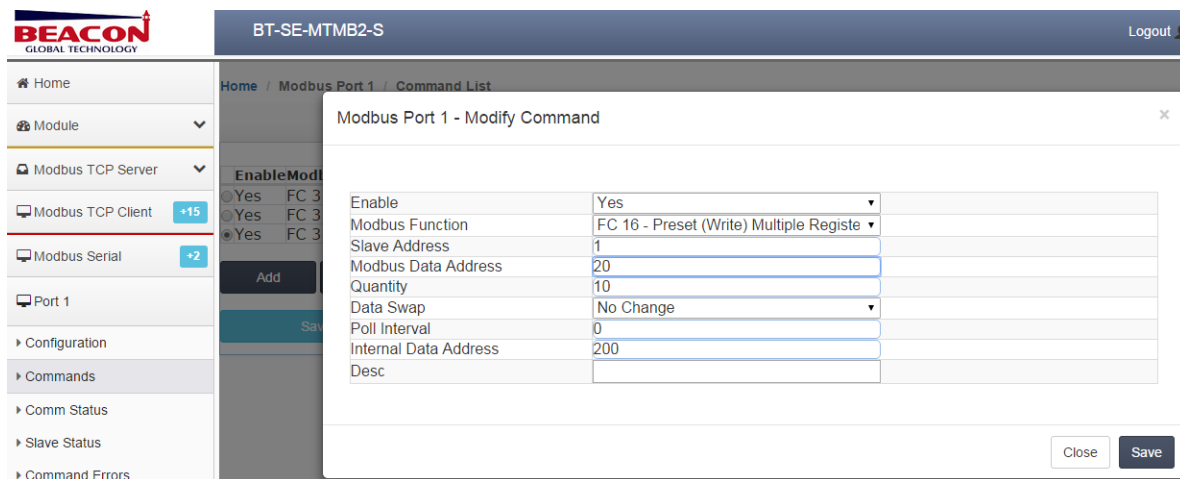 BEACON
GLOBAL TECHNOLOGY
BT-SE-MTMB2-S
Logout
Home
Module
Modbus TCP Server
Modbus TCP Client +15
Modbus Serial +2
Port 1
Configuration
Commands
Comm Status
Slave Status
Command Errors
Home / Modbus Port 1 / Command List
Enable
Yes FC 3
Yes FC 3
Yes FC 3
Add
Modbus Port 1 - Modify Command ×
Enable Yes
Modbus Function FC 16 - Preset (Write) Multiple Registe
Slave Address 1
Modbus Data Address 20
Quantity 10
Data Swap No Change
Poll Interval 0
Internal Data Address 200
Desc
Close Save